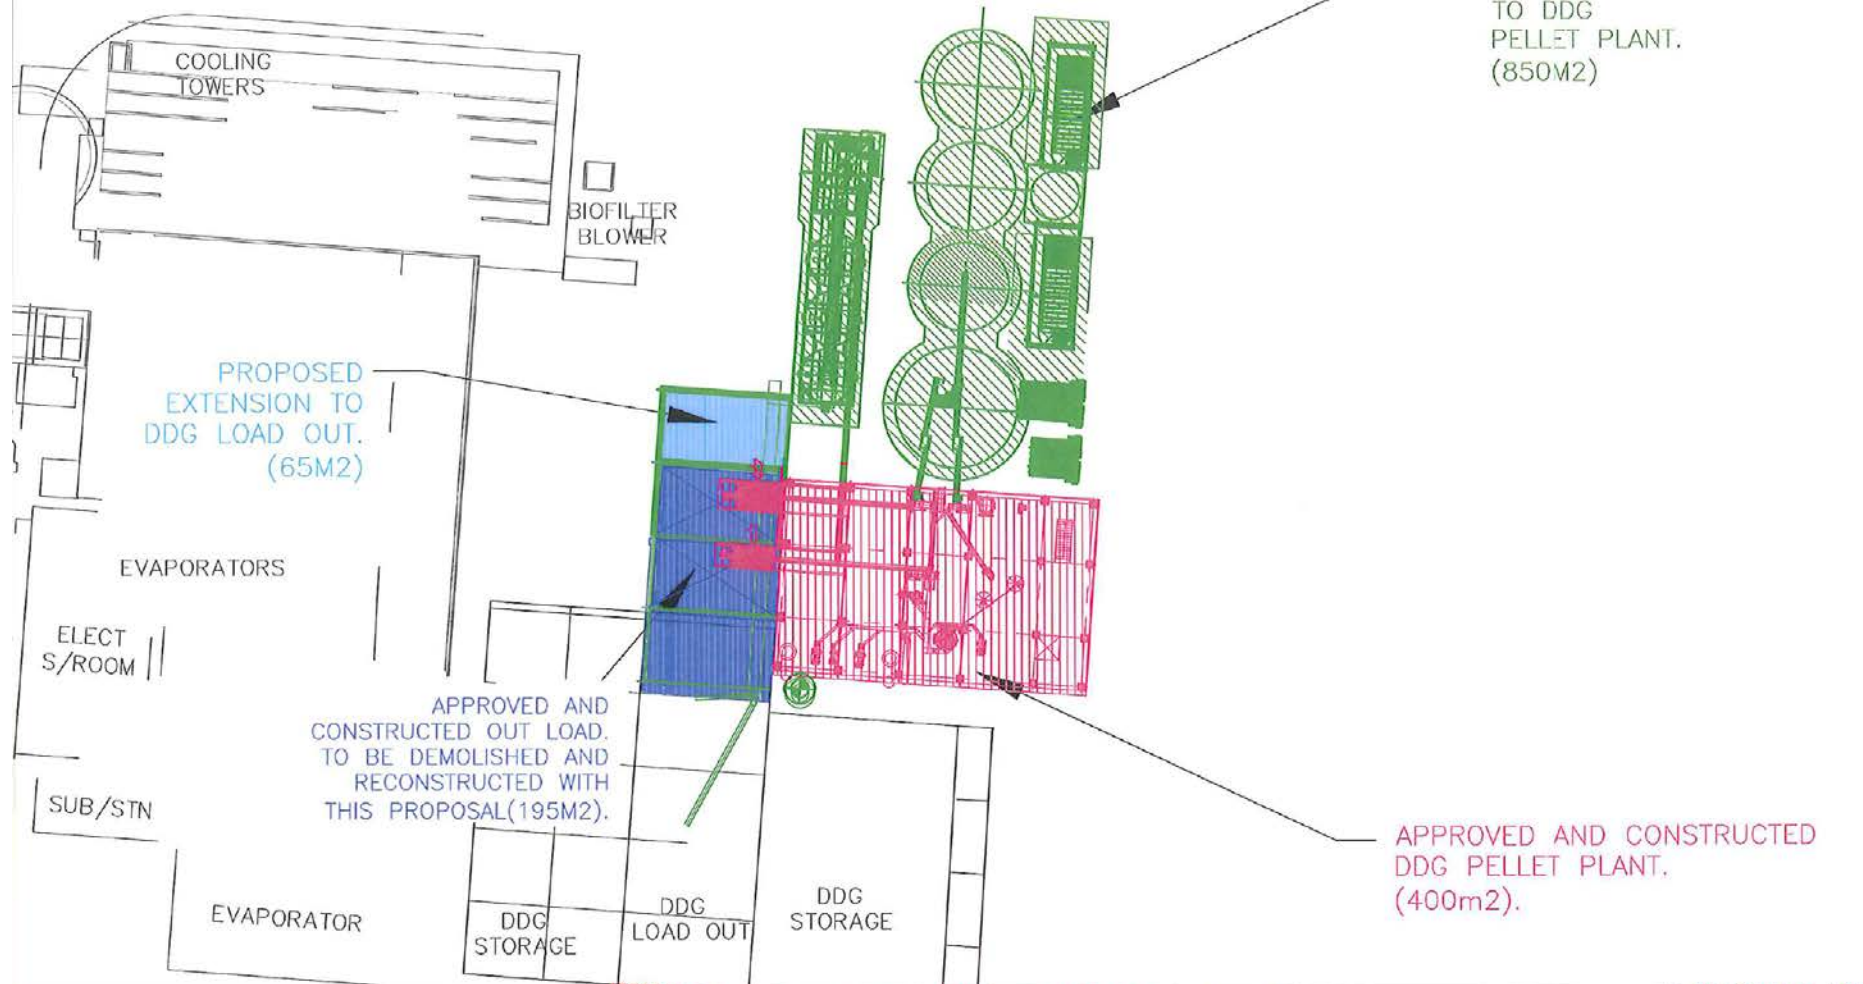 TO DDG
PELLET PLANT.
(850M2)
COOLING
TOWERS
BIOFILTER
BLOWER
PROPOSED
EXTENSION TO
DDG LOAD OUT.
(65M2)
EVAPORATORS
ELECT
S/ROOM
APPROVED AND
CONSTRUCTED OUT LOAD.
TO BE DEMOLISHED AND
RECONSTRUCTED WITH
THIS PROPOSAL(195M2).
SUB/STN
APPROVED AND CONSTRUCTED
DDG PELLET PLANT.
(400m2).
EVAPORATOR
DDG
STORAGE
DDG
LOAD OUT
DDG
STORAGE